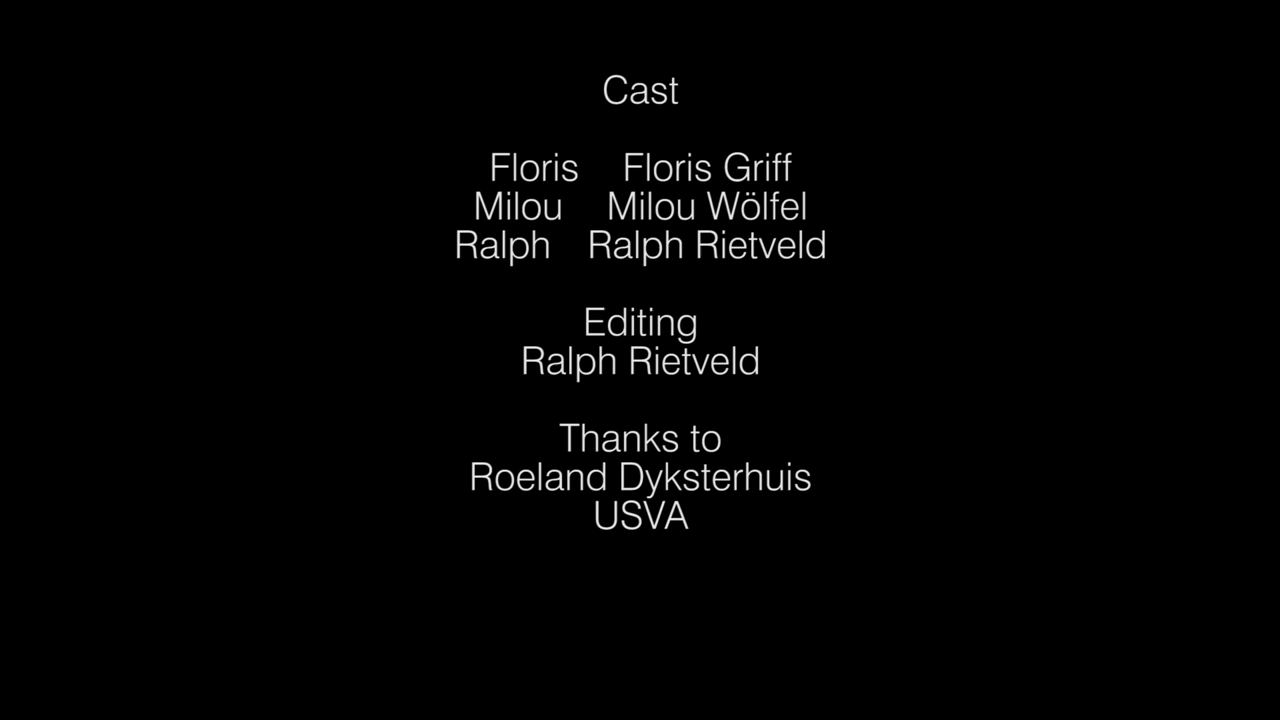 Cast
Floris Floris Griff
Milou Milou Wölfel
Ralph Ralph Rietveld
Editing
Ralph Rietveld
Thanks to
Roeland Dyksterhuis
USVA